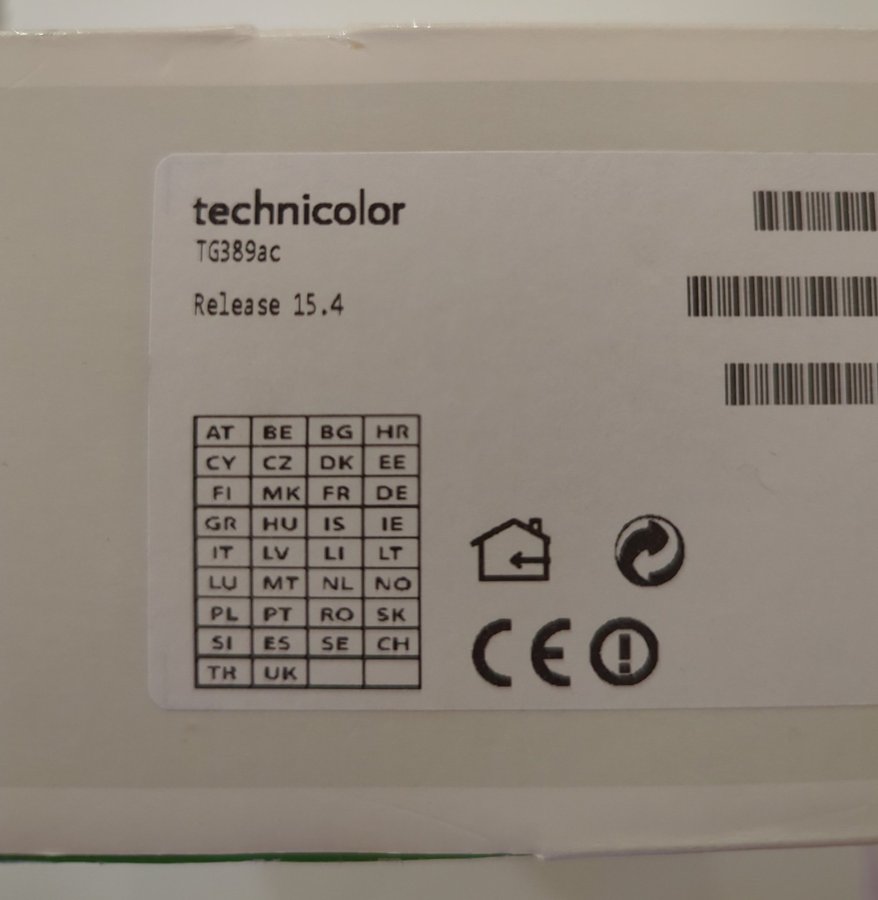 technicolor
TG389ac
Release 15.4
AT BE BG HR
CY CZ DK EE
FI MK FR DE
GR HU IS IE
IT LV LI LT
LU MT NL NO
PL PT RO SK
SI ES SE CH
TR UK
CE